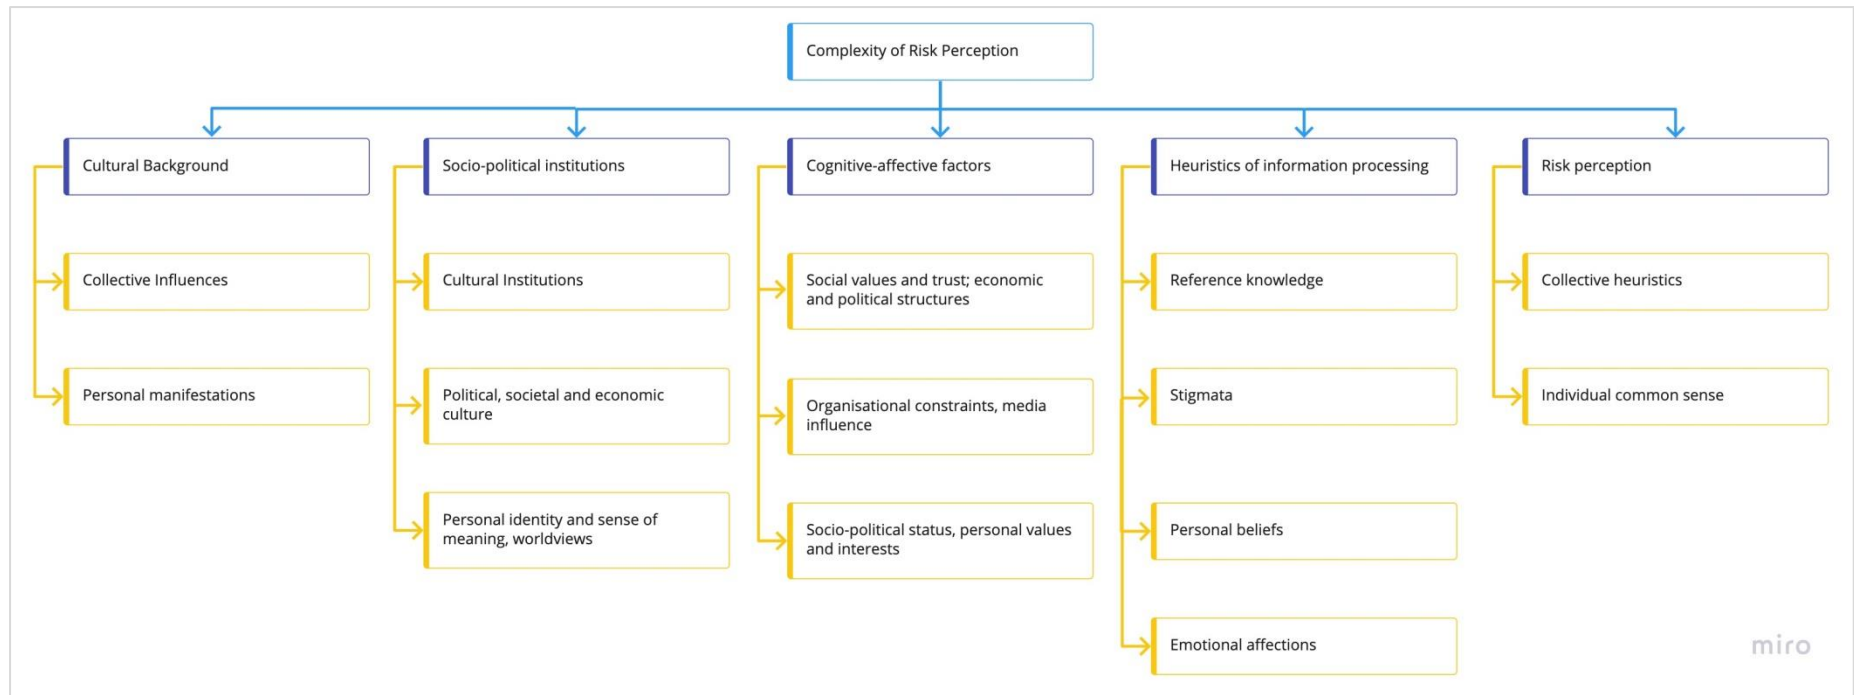 Complexity of Risk Perception
Cultural Background
Collective Influences
Personal manifestations
Socio-political institutions
Cultural Institutions
Political, societal and economic
culture
Personal identity and sense of
meaning, worldviews
Cognitive-affective factors
Social values and trust; economic
and political structures
Organisational constraints, media
influence
Socio-political status, personal values
and interests
Heuristics of information processing
Reference knowledge
Stigmata
Personal beliefs
Emotional affections
Risk perception
Collective heuristics
Individual common sense
miro